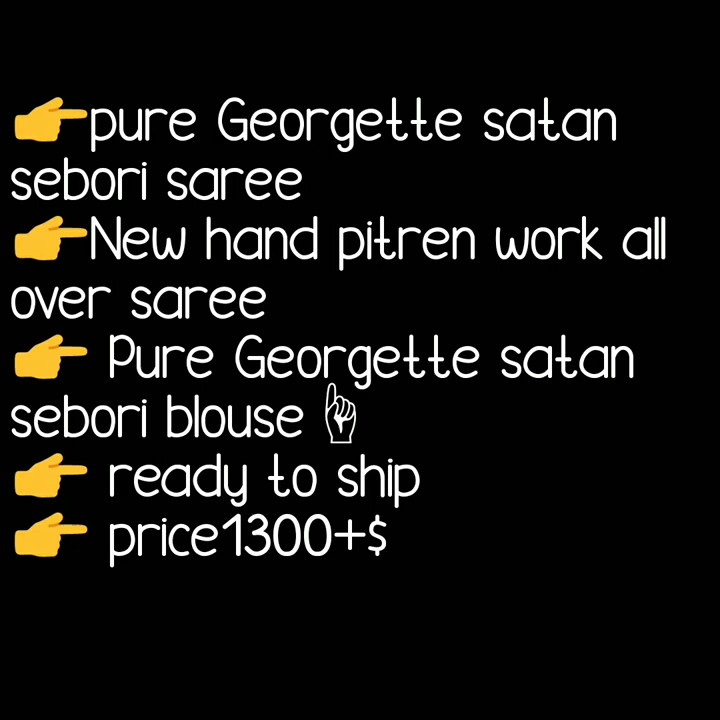 👉pure Georgette satan
sebori saree
👉New hand pitren work all
over saree
👉 Pure Georgette satan
sebori blouse ☝
👉 ready to ship
👉 price1300+$